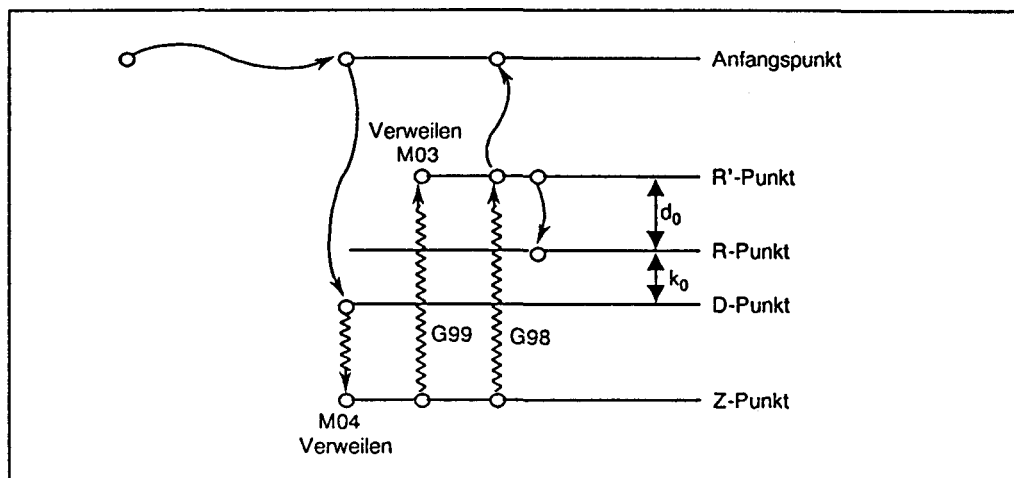 Anfangspunkt
Verweilen
M03
R'-Punkt
d₀
R-Punkt
k₀
D-Punkt
G99
G98
Z-Punkt
M04
Verweilen